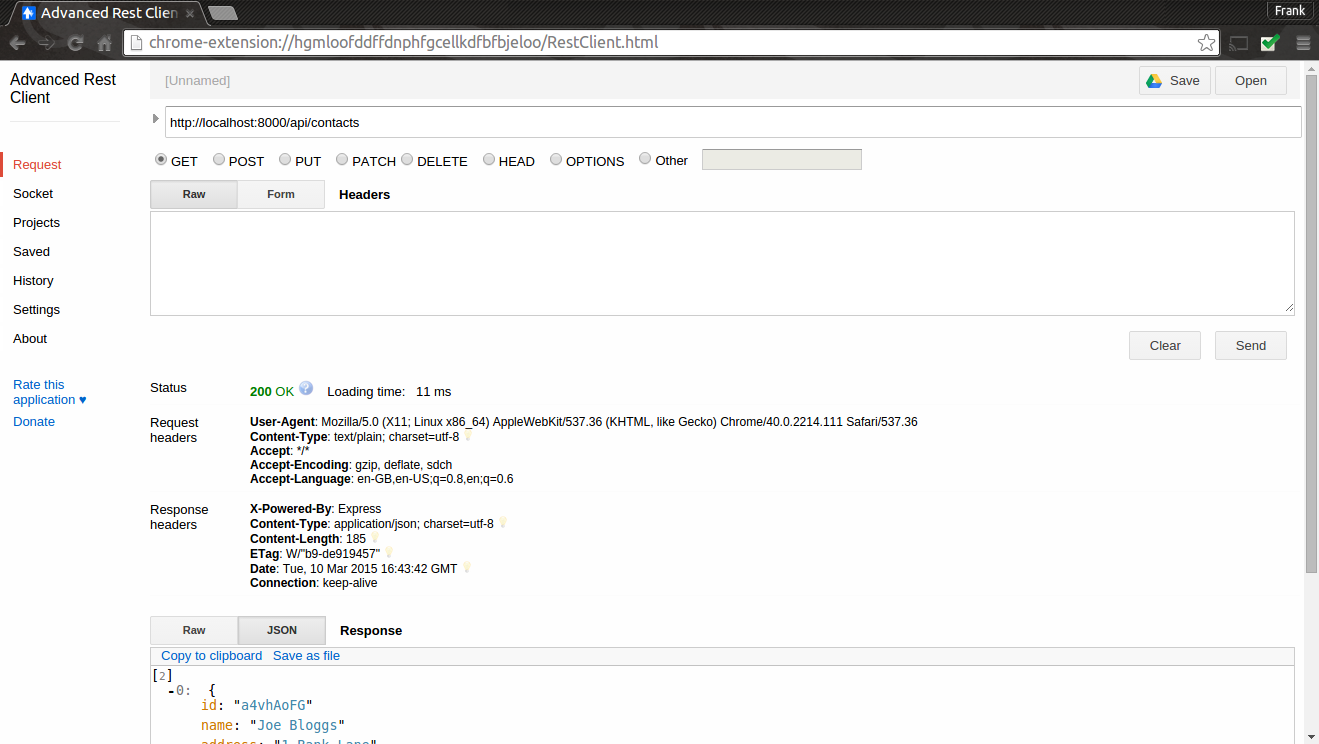 Advanced Rest Clien
Frank
chrome-extension://hgmloofddffdnphfgcellkdfbfbjeloo/RestClient.html
Advanced Rest
Client
[Unnamed]
Save
Open
http://localhost:8000/api/contacts
GET POST PUT PATCH DELETE HEAD OPTIONS Other
Raw Form Headers
Request
Socket
Projects
Saved
History
Settings
About
Rate this
application ♥
Donate
Clear Send
Status 200 OK ? Loading time: 11 ms
Request
headers
User-Agent: Mozilla/5.0 (X11; Linux x86_64) AppleWebKit/537.36 (KHTML, like Gecko) Chrome/40.0.2214.111 Safari/537.36
Content-Type: text/plain; charset=utf-8
Accept: */*
Accept-Encoding: gzip, deflate, sdch
Accept-Language: en-GB,en-US;q=0.8,en;q=0.6
Response
headers
X-Powered-By: Express
Content-Type: application/json; charset=utf-8
Content-Length: 185
ETag: W/"b9-de919457"
Date: Tue, 10 Mar 2015 16:43:42 GMT
Connection: keep-alive
Raw JSON Response
Copy to clipboard Save as file
[2]
-0: {
id: "a4vhAoFG"
name: "Joe Bloggs"
address: "1 Bank Lane"